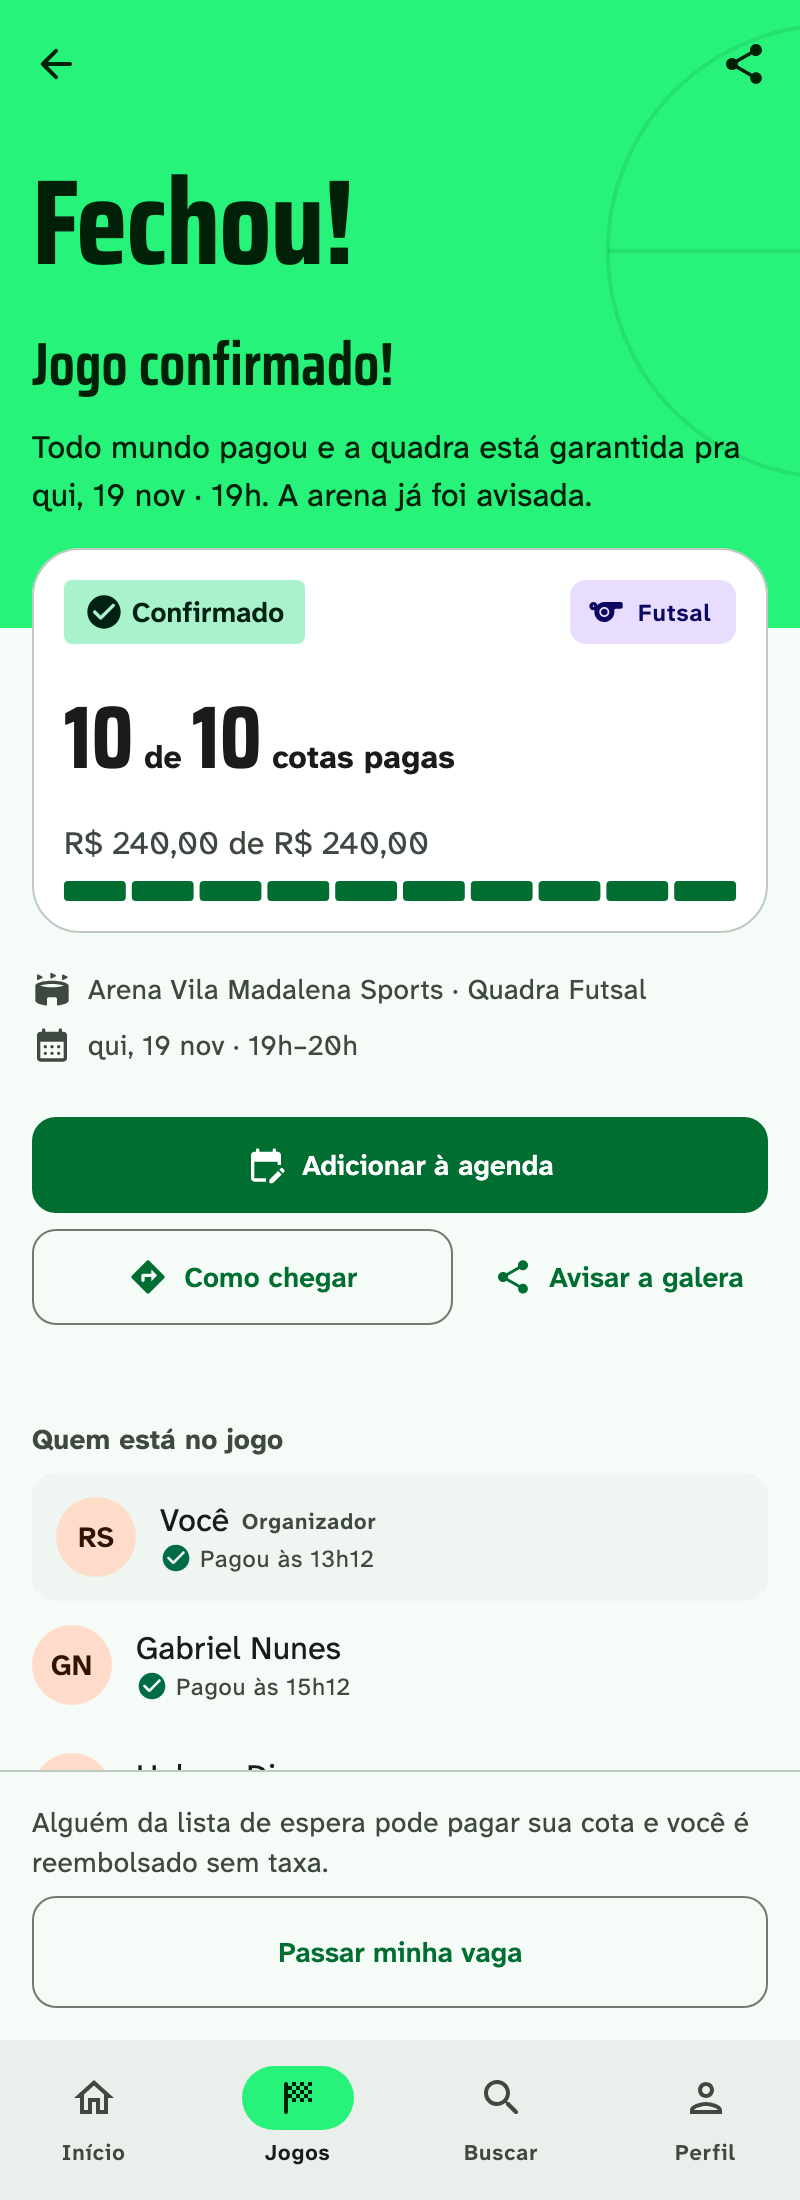 Fechou!
Jogo confirmado!
Todo mundo pagou e a quadra está garantida pra
qui, 19 nov · 19h. A arena já foi avisada.
Confirmado
Futsal
10 de 10 cotas pagas
R$ 240,00 de R$ 240,00
Arena Vila Madalena Sports · Quadra Futsal
qui, 19 nov · 19h–20h
Adicionar à agenda
Como chegar
Avisar a galera
Quem está no jogo
RS
Você Organizador
Pagou às 13h12
GN
Gabriel Nunes
Pagou às 15h12
Alguém da lista de espera pode pagar sua cota e você é
reembolsado sem taxa.
Passar minha vaga
Início
Jogos
Buscar
Perfil